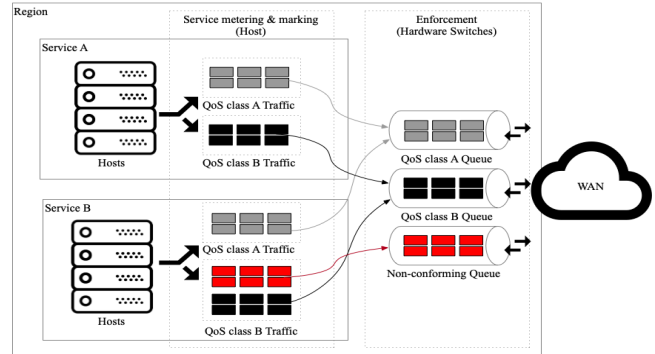 Region
Service metering & marking
(Host)
Enforcement
(Hardware Switches)
Service A
QoS class A Traffic
QoS class B Traffic
Hosts
QoS class A Queue
WAN
QoS class B Queue
Service B
QoS class A Traffic
Non-conforming Queue
Hosts
QoS class B Traffic